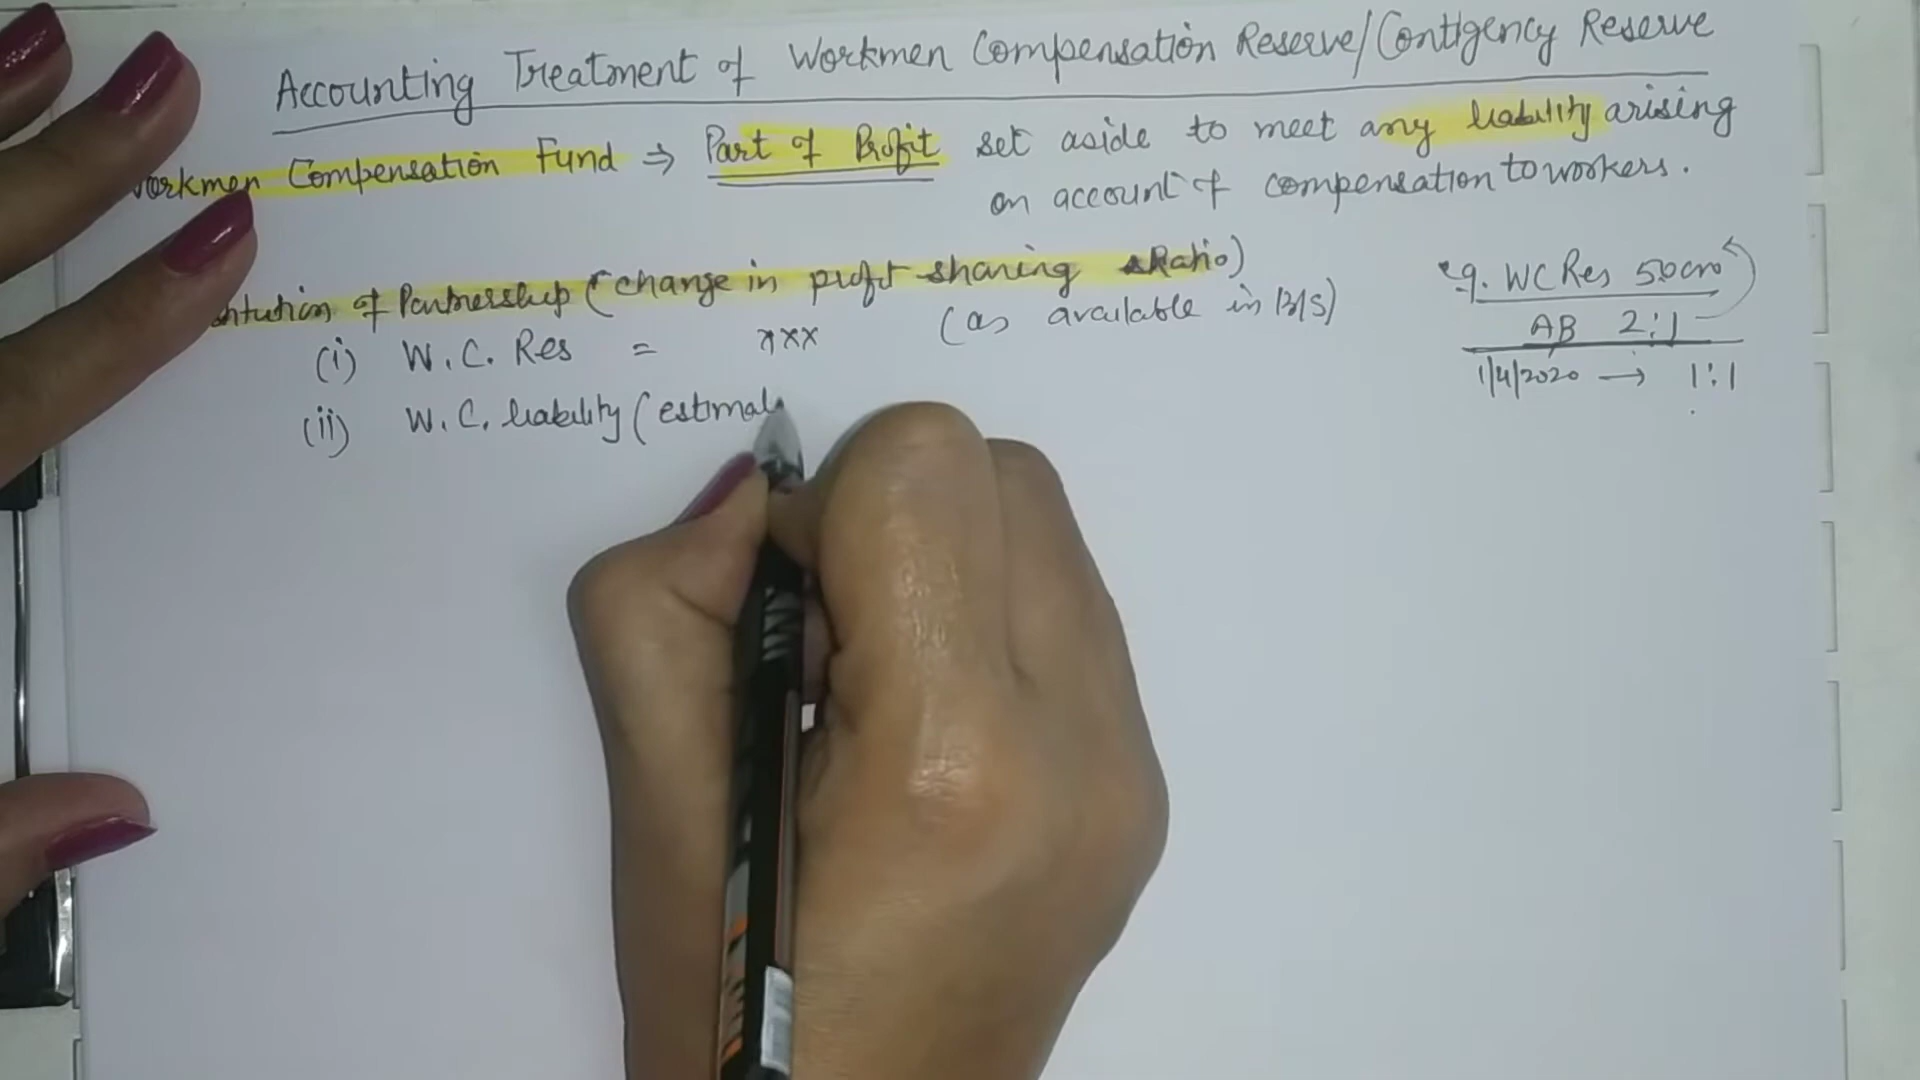 Accounting Treatment of Workmen Compensation Reserve/Contigency Reserve
Workmen Compensation Fund ⇒ Part of Profit set aside to meet any liability arising
on account of compensation to workers.
of Partnership (change in profit sharing Ratio)
(i) W.C. Res = xxx (as available in B/S)
(ii) W.C. liability (estimat
eg. WC Res
AB 2:1
1/4/2020 → 1:1